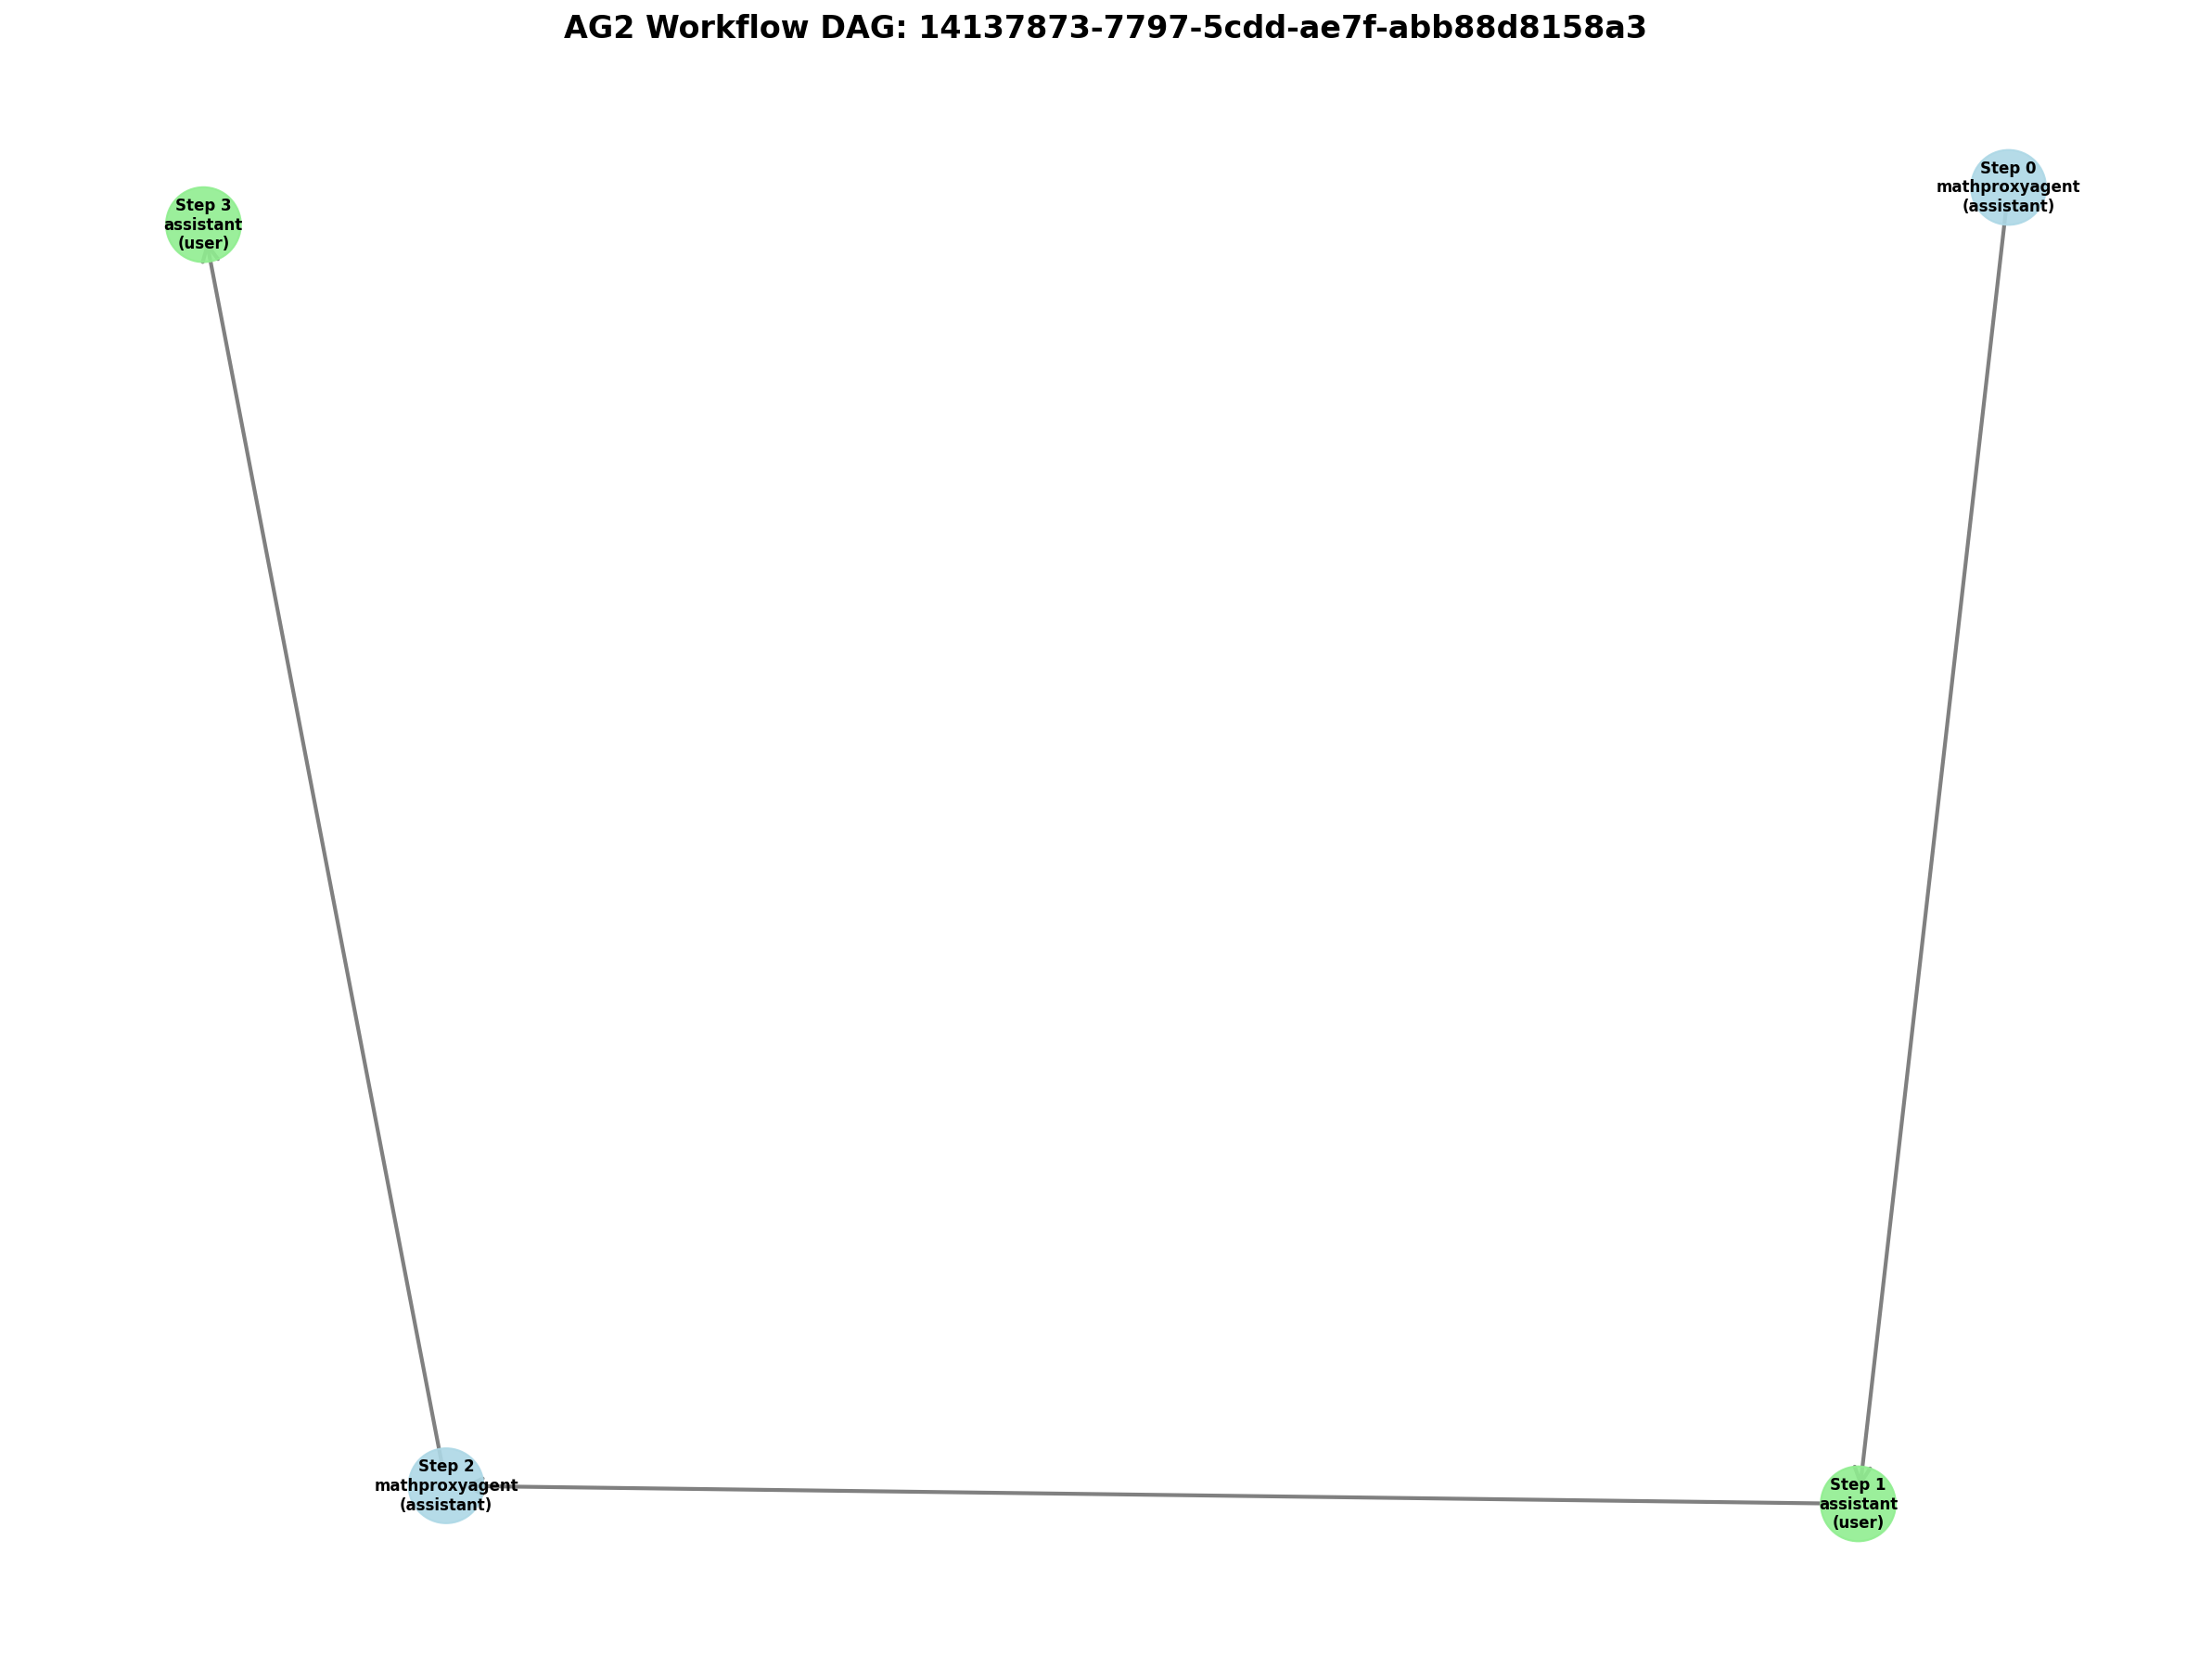 AG2 Workflow DAG: 14137873-7797-5cdd-ae7f-abb88d8158a3
Step 0
mathproxyagent
(assistant)
Step 3
assistant
(user)
Step 2
mathproxyagent
(assistant)
Step 1
assistant
(user)